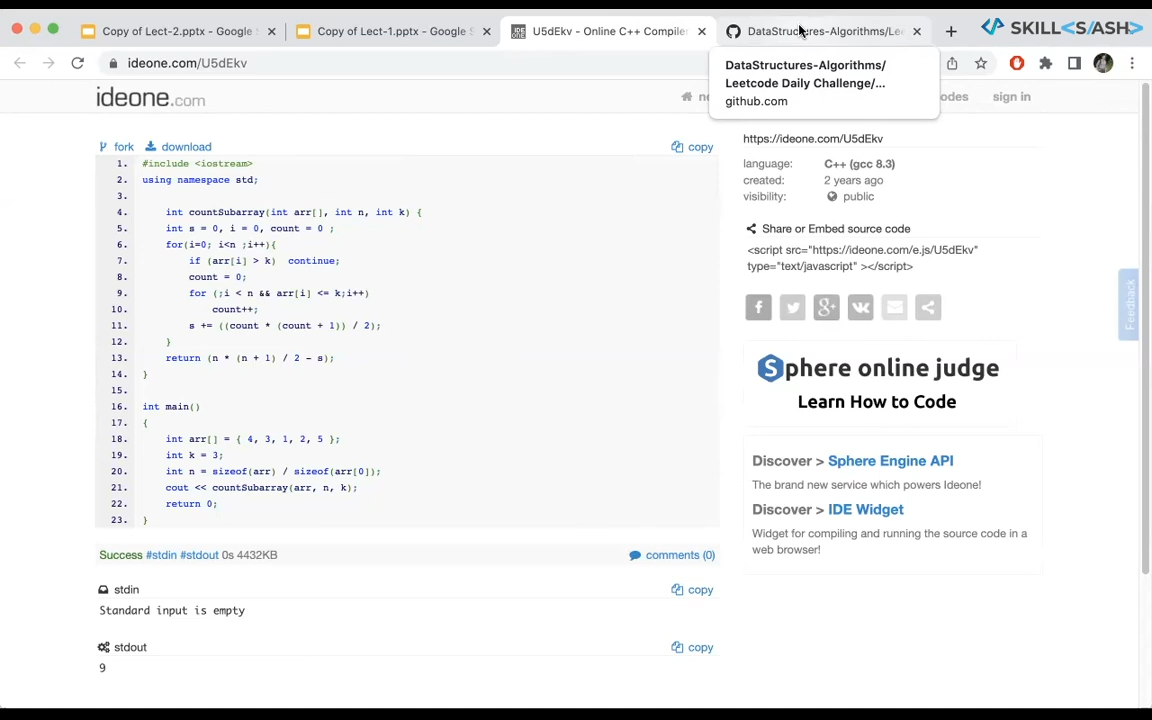 Copy of Lect-2.pptx - Google
Copy of Lect-1.pptx - Google S
U5dEkv - Online C++ Compiler
DataStructures-Algorithms/Lee
SKILLSLASH
ideone.com/U5dEkv
DataStructures-Algorithms/
Leetcode Daily Challenge/...
github.com
ideone.com
sign in
fork
download
copy
1. #include <iostream>
2. using namespace std;
3.
4. int countSubarray(int arr[], int n, int k) {
5. int s = 0, i = 0, count = 0 ;
6. for(i=0; i<n ;i++){
7. if (arr[i] > k)  continue;
8. count = 0;
9. for (;i < n && arr[i] <= k;i++)
10. count++;
11. s += ((count * (count + 1)) / 2);
12. }
13. return (n * (n + 1) / 2 - s);
14. }
15.
16. int main()
17. {
18. int arr[] = { 4, 3, 1, 2, 5 };
19. int k = 3;
20. int n = sizeof(arr) / sizeof(arr[0]);
21. cout << countSubarray(arr, n, k);
22. return 0;
23. }
Success #stdin #stdout 0s 4432KB
comments (0)
stdin
copy
Standard input is empty
stdout
copy
9
https://ideone.com/U5dEkv
language: C++ (gcc 8.3)
created: 2 years ago
visibility: public
Share or Embed source code
<script src="https://ideone.com/e.js/U5dEkv"
type="text/javascript" ></script>
Sphere online judge
Learn How to Code
Discover > Sphere Engine API
The brand new service which powers Ideone!
Discover > IDE Widget
Widget for compiling and running the source code in a
web browser!
Feedback